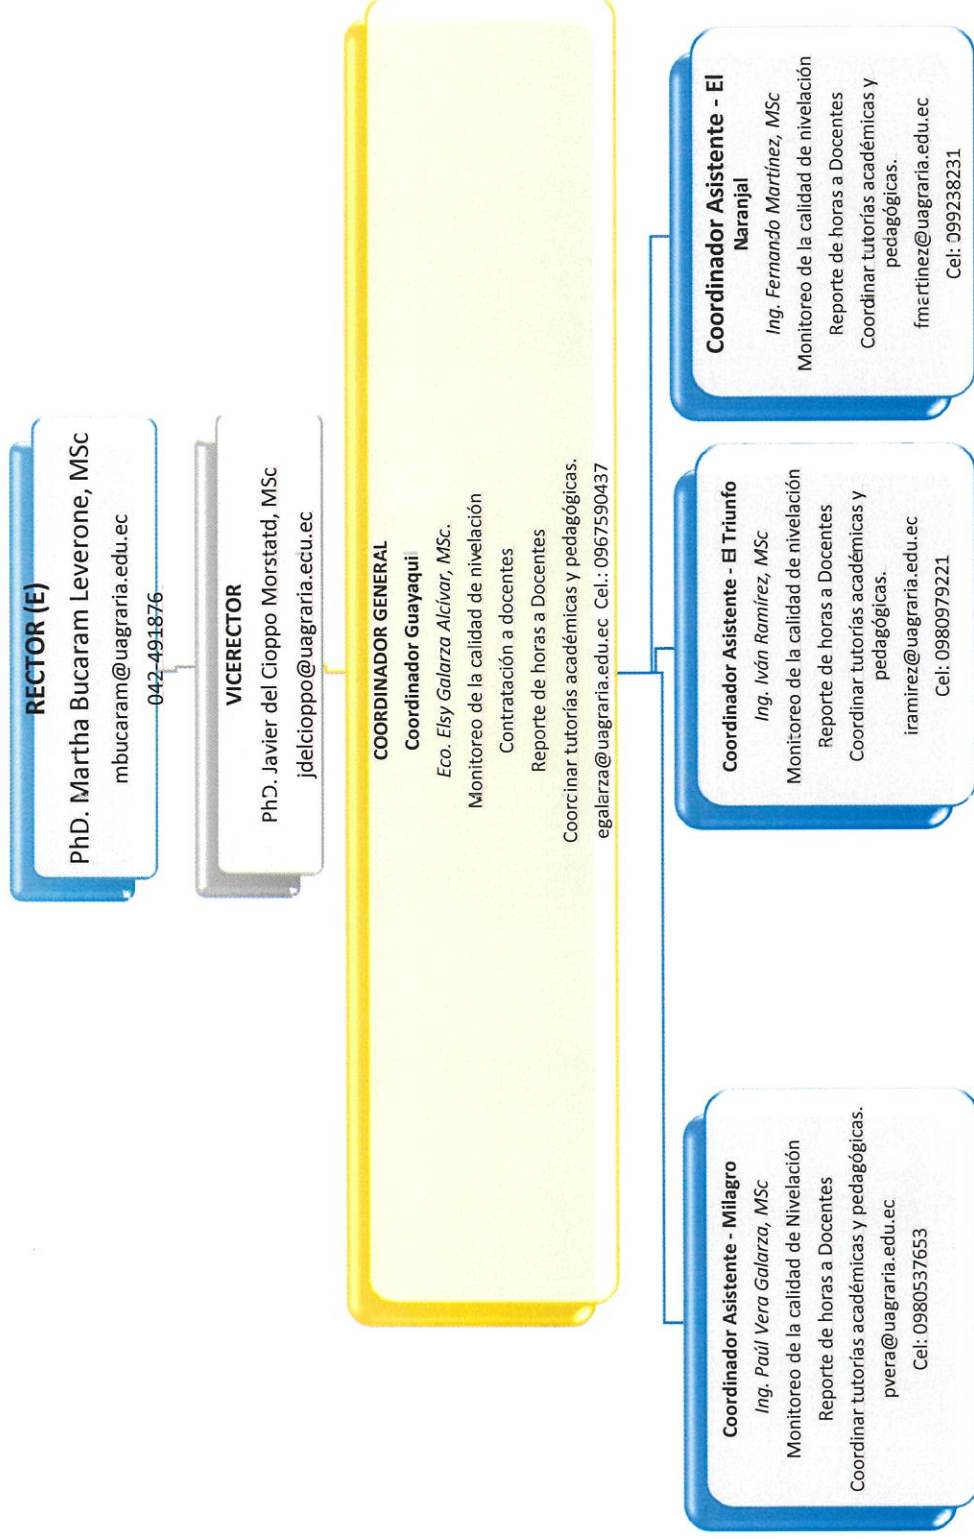 RECTOR (E)
PhD. Martha Bucaram Leverone, MSc
mbucaram@uagraria.edu.ec
042-491876
VICERECTOR
PhD. Javier del Cioppo Morstatd, MSc
jdelcioppo@uagraria.ecu.ec
COORDINADOR GENERAL
Coordinador Guayaqui
Eco. Elsy Galarza Alcívar, MSc.
Monitoreo de la calidad de nivelación
Contratación a docentes
Reporte de horas a Docentes
Coorcinar tutorías académicas y pedagógicas.
egalarza@uagraria.edu.ec Cel.: 0967590437
Coordinador Asistente - Milagro
Ing. Paúl Vera Galarza, MSc
Monitoreo de la calidad de Nivelación
Reporte de horas a Docentes
Coordinar tutorías académicas y pedagógicas.
pvera@uagraria.edu.ec
Cel: 0980537653
Coordinador Asistente - El Triunfo
Ing. Iván Ramírez, MSc
Monitoreo de la calidad de nivelación
Reporte de horas a Docentes
Coordinar tutorías académicas y
pedagógicas.
iramirez@uagraria.edu.ec
Cel: 0980979221
Coordinador Asistente - El
Naranjal
Ing. Fernando Martínez, MSc
Monitoreo de la calidad de nivelación
Reporte de horas a Docentes
Coordinar tutorías académicas y
pedagógicas.
fmartinez@uagraria.edu.ec
Cel: 099238231